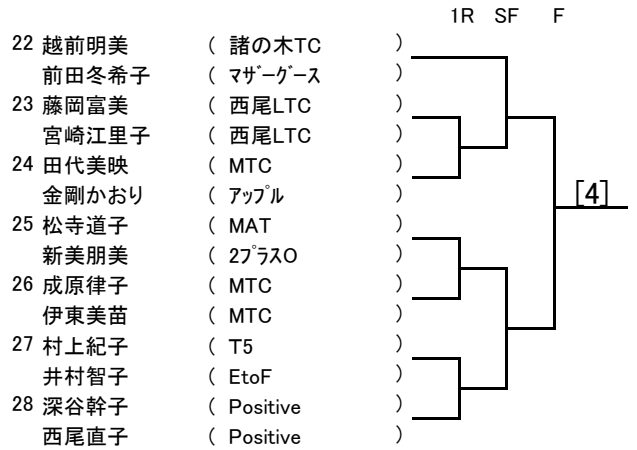 1R SF F
22 越前明美 ( 諸の木TC )
前田冬希子 ( ﾏｻﾞｰｸﾞｰｽ )
23 藤岡富美 ( 西尾LTC )
宮崎江里子 ( 西尾LTC )
24 田代美映 ( MTC )
金剛かおり ( ｱｯﾌﾟﾙ )
[4]
25 松寺道子 ( MAT )
新美朋美 ( 2ﾌﾟﾗｽO )
26 成原律子 ( MTC )
伊東美苗 ( MTC )
27 村上紀子 ( T5 )
井村智子 ( EtoF )
28 深谷幹子 ( Positive )
西尾直子 ( Positive )